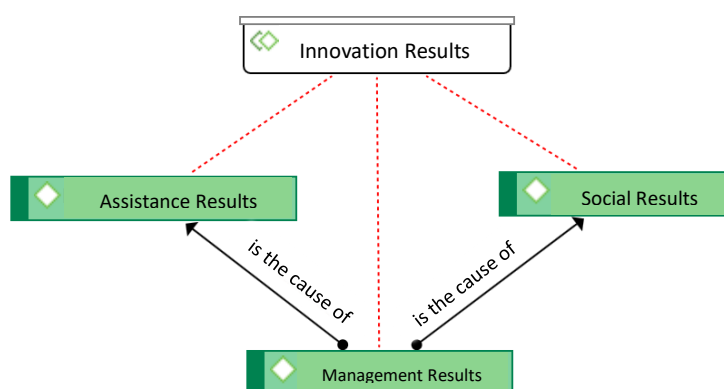 Innovation Results
Assistance Results
Social Results
is the cause of
is the cause of
Management Results